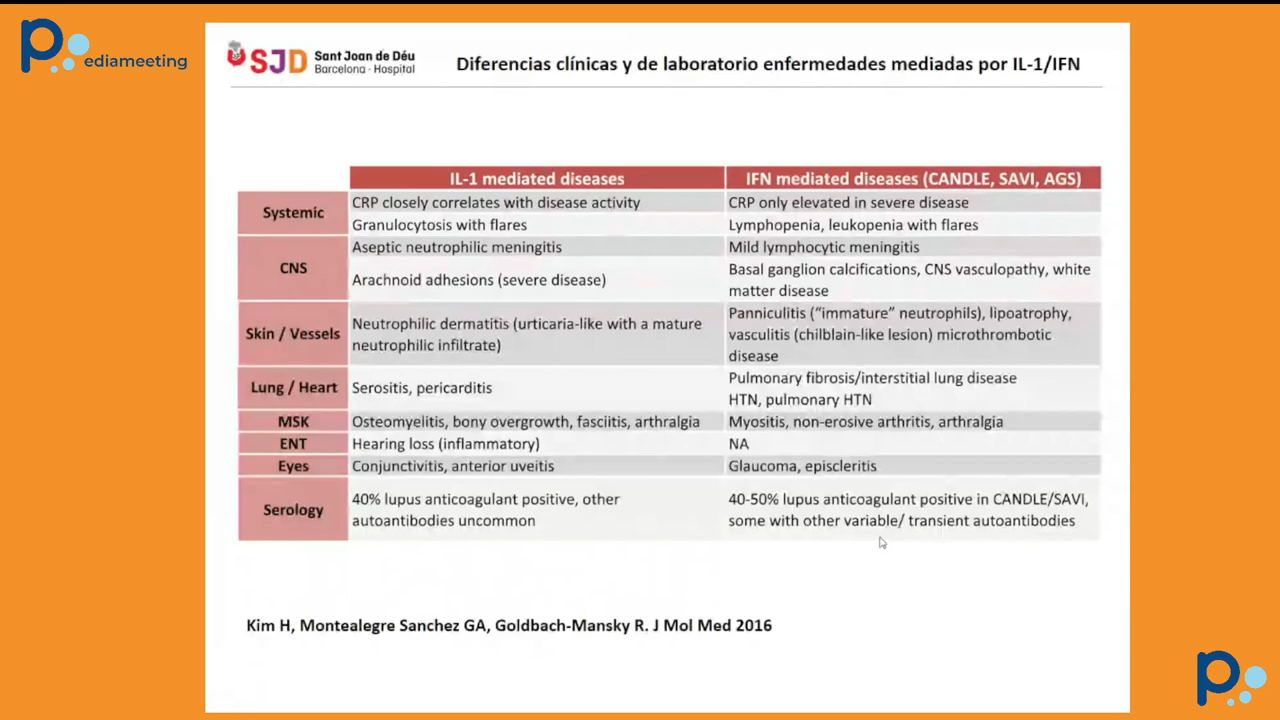 pediameeting
SJD Sant Joan de Déu
Barcelona · Hospital
Diferencias clínicas y de laboratorio enfermedades mediadas por IL-1/IFN
IL-1 mediated diseases
IFN mediated diseases (CANDLE, SAVI, AGS)
Systemic
CRP closely correlates with disease activity
CRP only elevated in severe disease
Granulocytosis with flares
Lymphopenia, leukopenia with flares
CNS
Aseptic neutrophilic meningitis
Mild lymphocytic meningitis
Arachnoid adhesions (severe disease)
Basal ganglion calcifications, CNS vasculopathy, white
matter disease
Skin / Vessels
Neutrophilic dermatitis (urticaria-like with a mature
neutrophilic infiltrate)
Panniculitis (“immature” neutrophils), lipoatrophy,
vasculitis (chilblain-like lesion) microthrombotic
disease
Lung / Heart
Serositis, pericarditis
Pulmonary fibrosis/interstitial lung disease
HTN, pulmonary HTN
MSK
Osteomyelitis, bony overgrowth, fasciitis, arthralgia
Myositis, non-erosive arthritis, arthralgia
ENT
Hearing loss (inflammatory)
NA
Eyes
Conjunctivitis, anterior uveitis
Glaucoma, episcleritis
Serology
40% lupus anticoagulant positive, other
autoantibodies uncommon
40-50% lupus anticoagulant positive in CANDLE/SAVI,
some with other variable/ transient autoantibodies
Kim H, Montealegre Sanchez GA, Goldbach-Mansky R. J Mol Med 2016
p